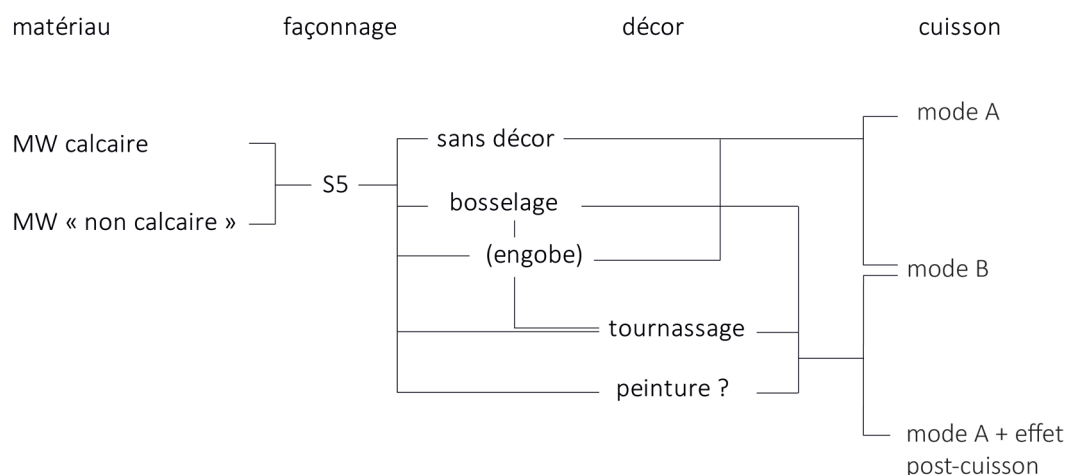 matériau façonnage décor cuisson
mode A
MW calcaire
sans décor
S5
bosselage
MW « non calcaire »
(engobe)
mode B
tournassage
peinture ?
mode A + effet
post-cuisson